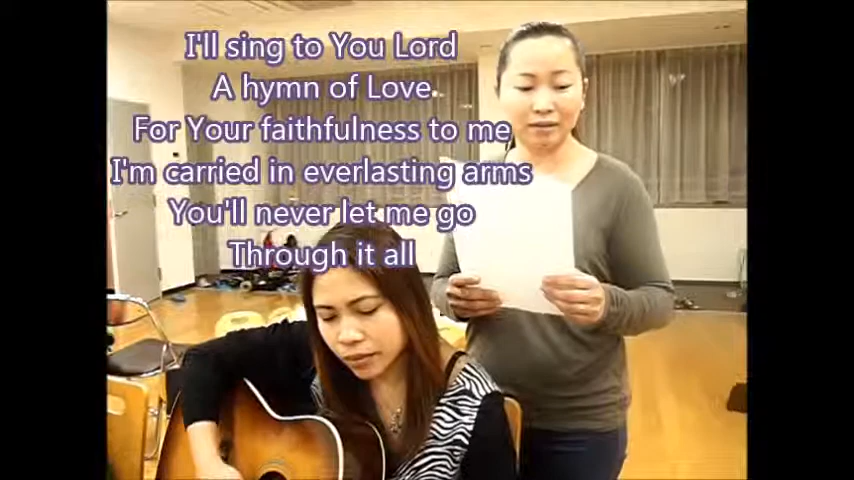 I'll sing to You Lord
A hymn of Love
For Your faithfulness to me
I'm carried in everlasting arms
You'll never let me go
Through it all